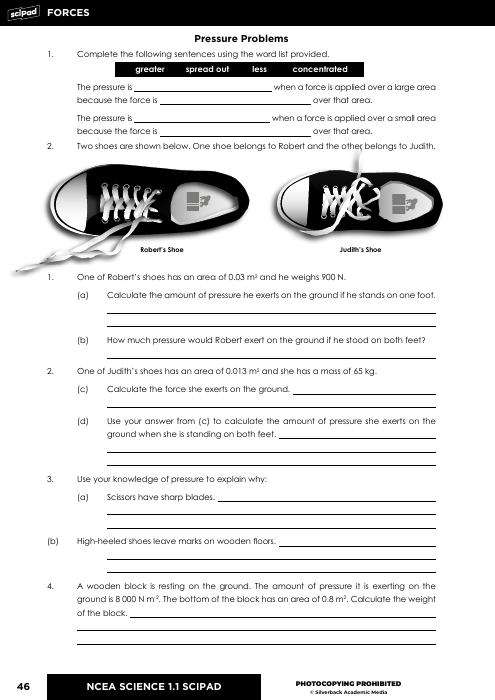 scipad FORCES
Pressure Problems
1. Complete the following sentences using the word list provided.
greater spread out less concentrated
The pressure is when a force is applied over a large area
because the force is over that area.
The pressure is when a force is applied over a small area
because the force is over that area.
2. Two shoes are shown below. One shoe belongs to Robert and the other belongs to Judith.
Robert's Shoe Judith's Shoe
1. One of Robert's shoes has an area of 0.03 m² and he weighs 900 N.
(a) Calculate the amount of pressure he exerts on the ground if he stands on one foot.
(b) How much pressure would Robert exert on the ground if he stood on both feet?
2. One of Judith's shoes has an area of 0.013 m² and she has a mass of 65 kg.
(c) Calculate the force she exerts on the ground.
(d) Use your answer from (c) to calculate the amount of pressure she exerts on the
ground when she is standing on both feet.
3. Use your knowledge of pressure to explain why:
(a) Scissors have sharp blades.
(b) High-heeled shoes leave marks on wooden floors.
4. A wooden block is resting on the ground. The amount of pressure it is exerting on the
ground is 8 000 N m⁻². The bottom of the block has an area of 0.8 m². Calculate the weight
of the block.
46 NCEA SCIENCE 1.1 SCIPAD PHOTOCOPYING PROHIBITED
© Silverback Academic Media